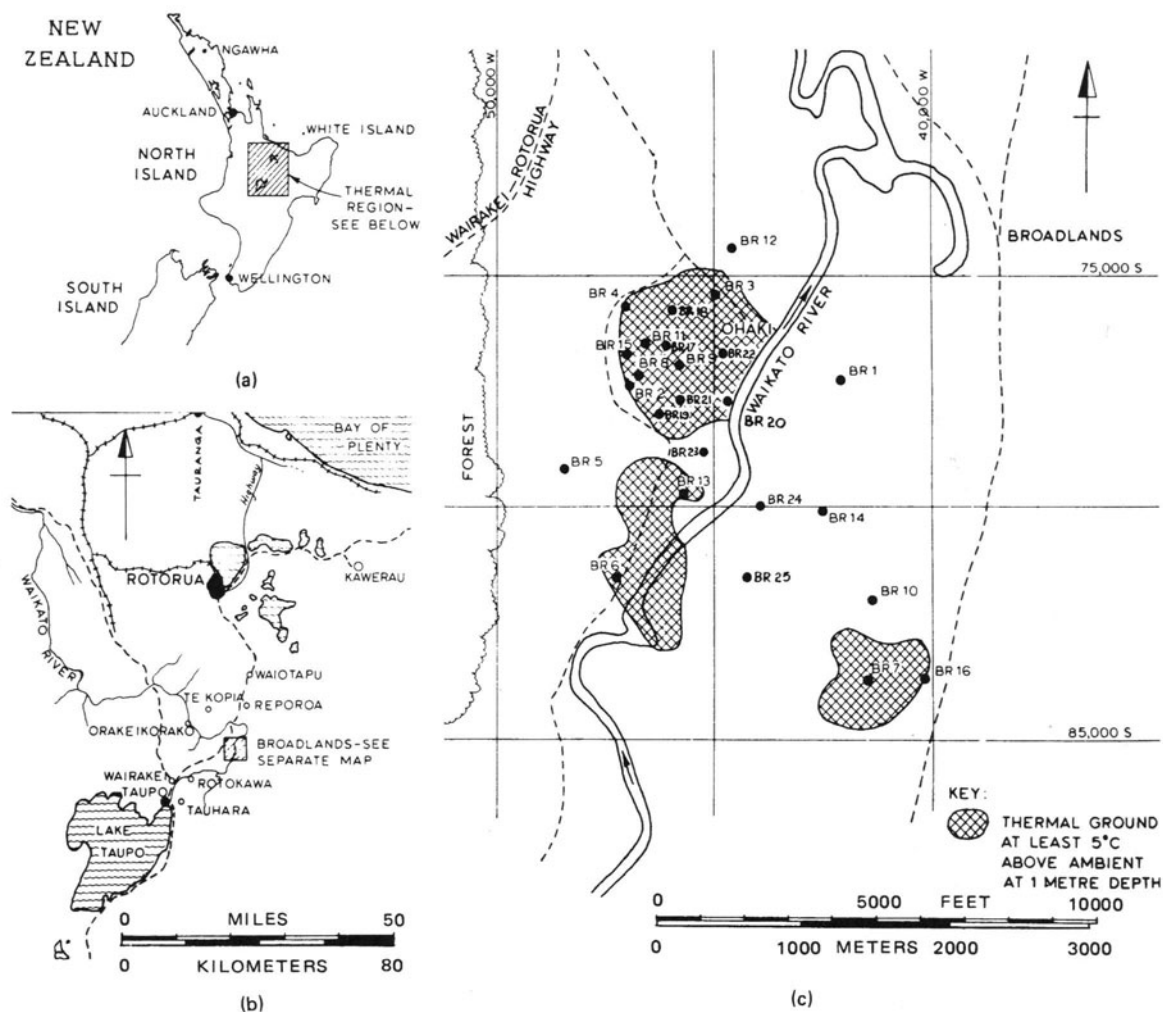 NEW
ZEALAND
NGAWHA
AUCKLAND
WHITE ISLAND
NORTH
ISLAND
THERMAL
REGION–
SEE BELOW
WELLINGTON
SOUTH
ISLAND
(a)
BAY OF
PLENTY
TAURANGA
Highway
ROTORUA
KAWERAU
WAIKATO
RIVER
WAIOTAPU
TE KOPIA
REPOROA
ORAKEIKORAKO
BROADLANDS–SEE
SEPARATE MAP
WAIRAKEI
ROTOKAWA
TAUPO
TAUHARA
LAKE
TAUPO
0 MILES 50
0 KILOMETERS 80
(b)
50,000 W
40,000 W
WAIRAKEI–ROTORUA
HIGHWAY
BROADLANDS
BR 12
75,000 S
BR 4
BR 3
BR 18
OHAKI
BR 11
BR 15
BR 17
BR 22
BR 9
BR 8
BR 1
BR 2
BR 21
BR 19
BR 20
WAIKATO RIVER
FOREST
BR 23
BR 5
BR 13
BR 24
BR 14
BR 6
BR 25
BR 10
BR 7
BR 16
85,000 S
KEY:
THERMAL GROUND
AT LEAST 5°C
ABOVE AMBIENT
AT 1 METRE DEPTH
0 5000 FEET 10000
0 1000 METERS 2000 3000
(c)